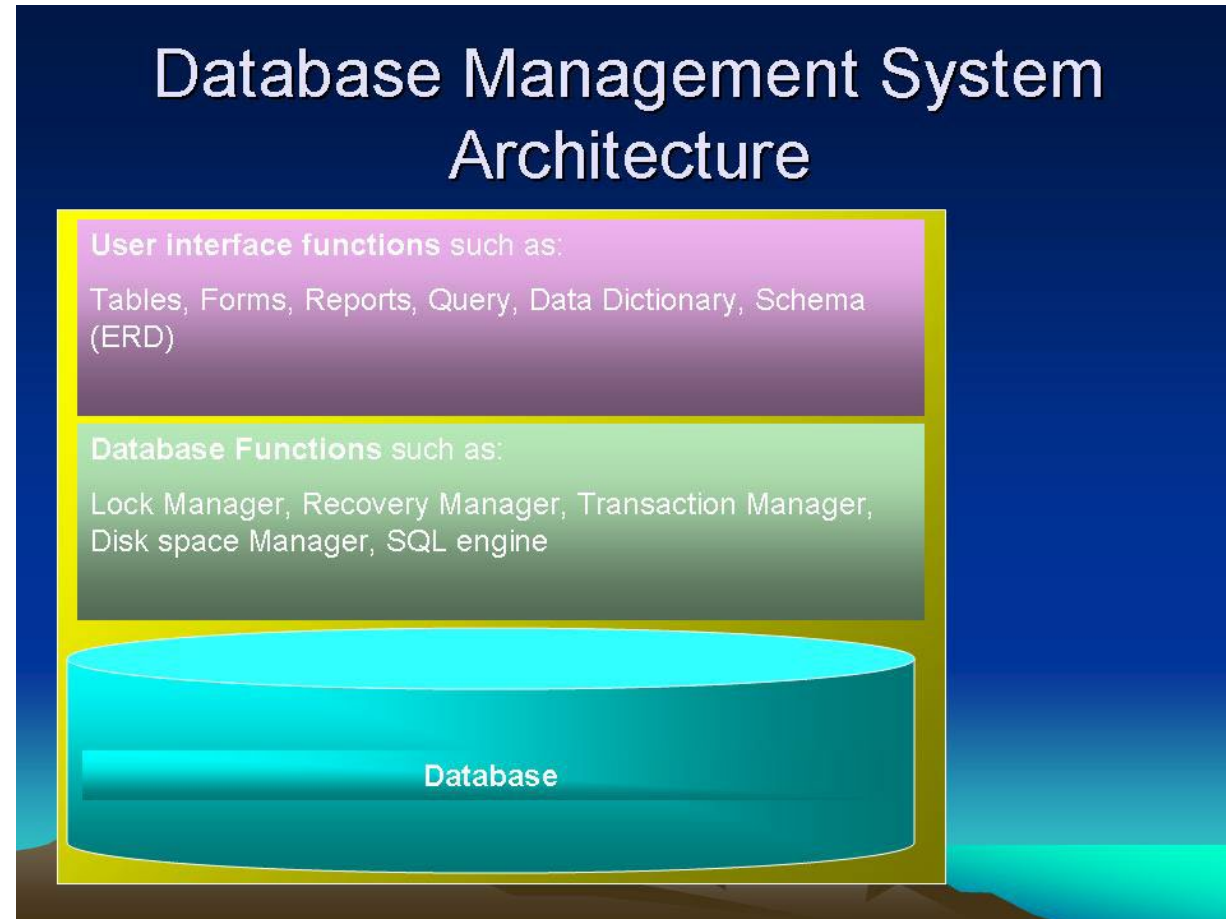 Database Management System
Architecture
User interface functions such as:
Tables, Forms, Reports, Query, Data Dictionary, Schema
(ERD)
Database Functions such as:
Lock Manager, Recovery Manager, Transaction Manager,
Disk space Manager, SQL engine
Database